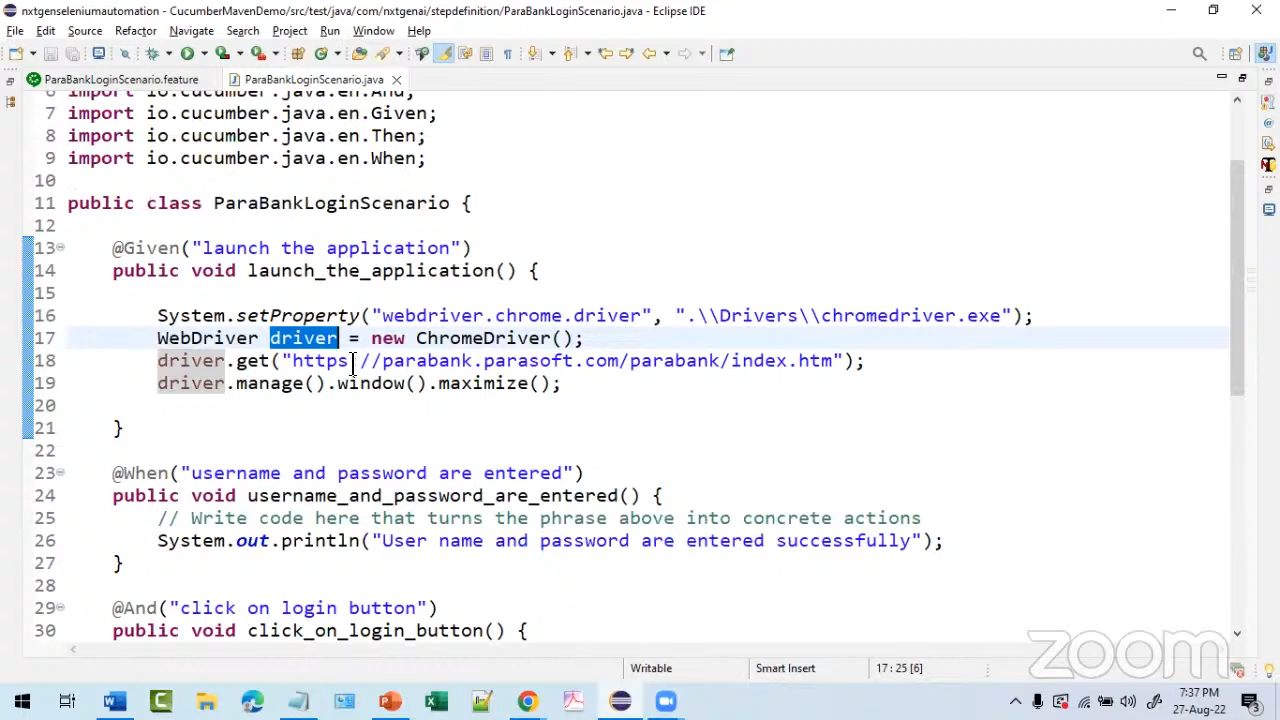 nxtgenseleniumautomation - CucumberMavenDemo/src/test/java/com/nxtgenai/stepdefinition/ParaBankLoginScenario.java - Eclipse IDE
File Edit Source Refactor Navigate Search Project Run Window Help
ParaBankLoginScenario.feature ParaBankLoginScenario.java
6 import io.cucumber.java.en.And;
7 import io.cucumber.java.en.Given;
8 import io.cucumber.java.en.Then;
9 import io.cucumber.java.en.When;
10
11 public class ParaBankLoginScenario {
12
13 @Given("launch the application")
14 public void launch_the_application() {
15
16 System.setProperty("webdriver.chrome.driver", ".\\Drivers\\chromedriver.exe");
17 WebDriver driver = new ChromeDriver();
18 driver.get("https://parabank.parasoft.com/parabank/index.htm");
19 driver.manage().window().maximize();
20
21 }
22
23 @When("username and password are entered")
24 public void username_and_password_are_entered() {
25 // Write code here that turns the phrase above into concrete actions
26 System.out.println("User name and password are entered successfully");
27 }
28
29 @And("click on login button")
30 public void click_on_login_button() {
Writable Smart Insert 17 : 25 [6]
zoom
7:37 PM
27-Aug-22
3